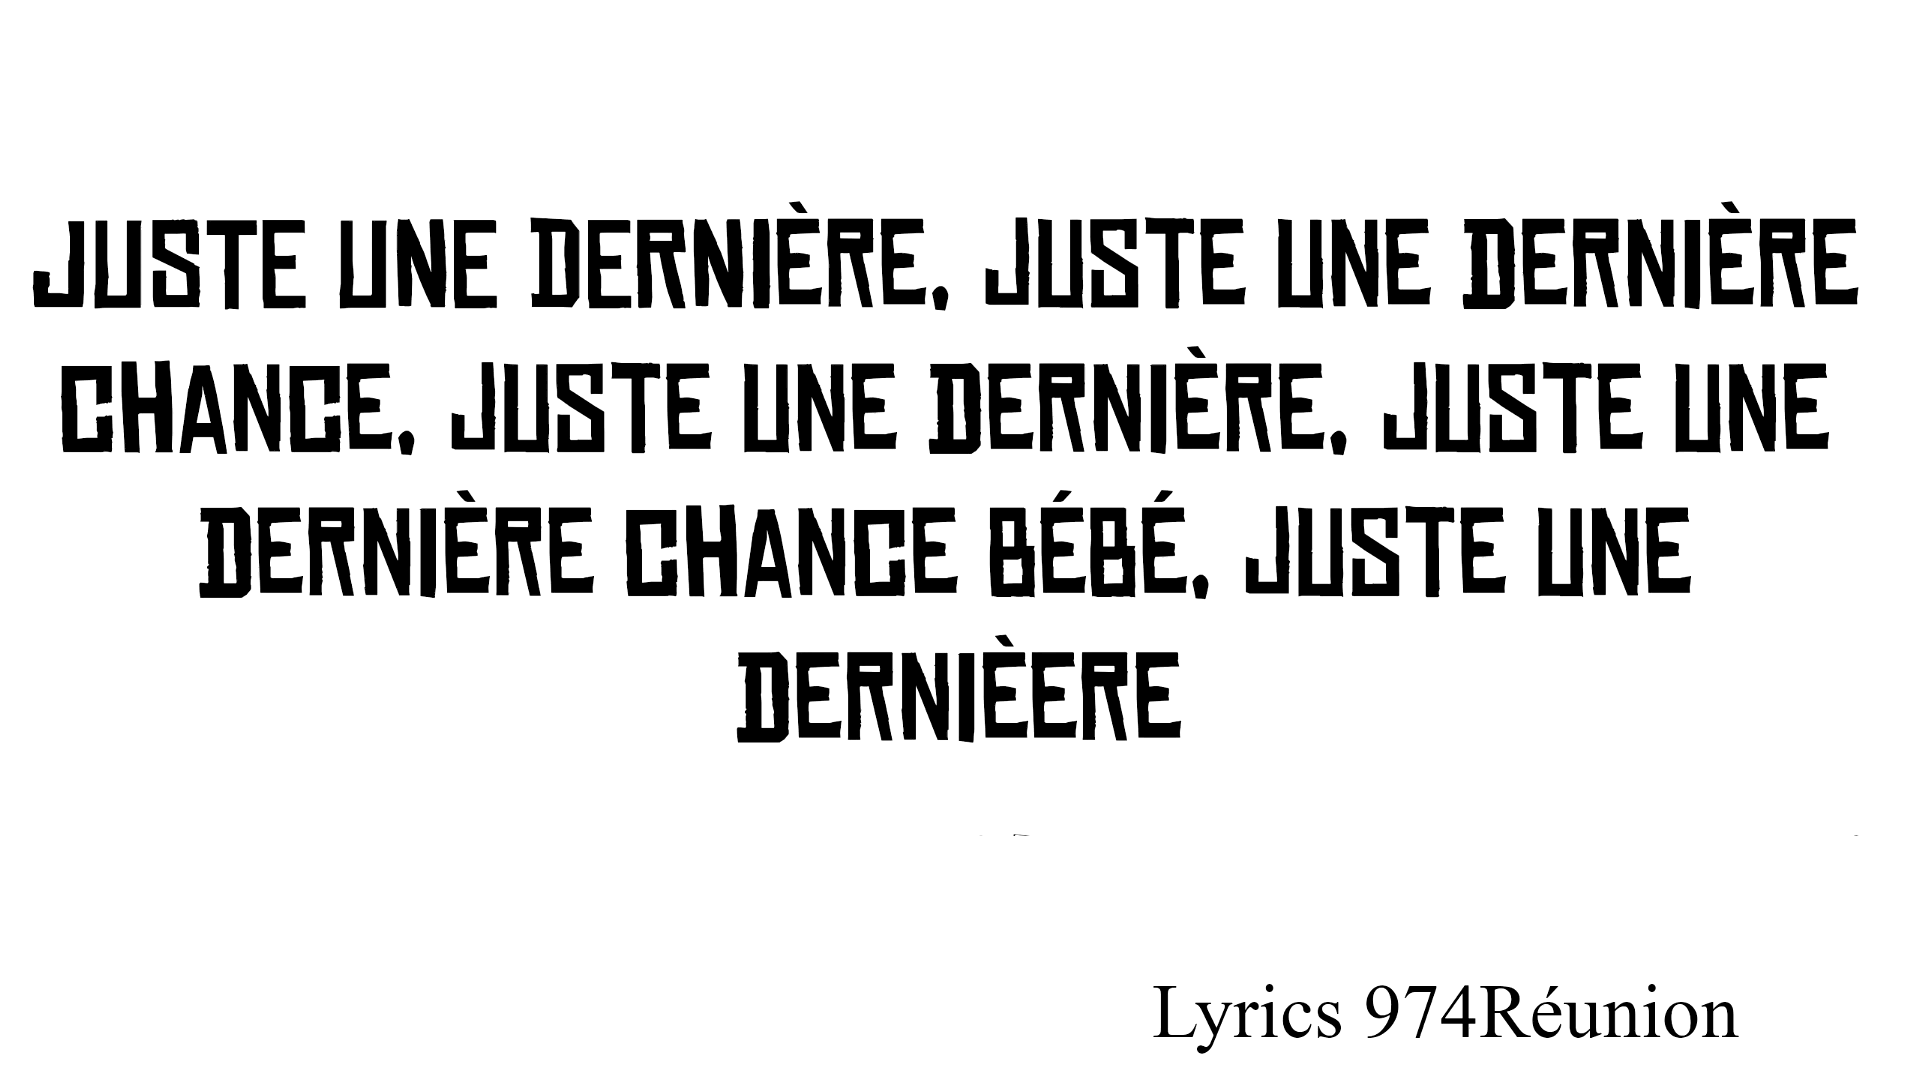 JUSTE UNE DERNIÈRE, JUSTE UNE DERNIÈRE
CHANCE, JUSTE UNE DERNIÈRE, JUSTE UNE
DERNIÈRE CHANCE BÉBÉ, JUSTE UNE
DERNIÈERE
Lyrics 974Réunion